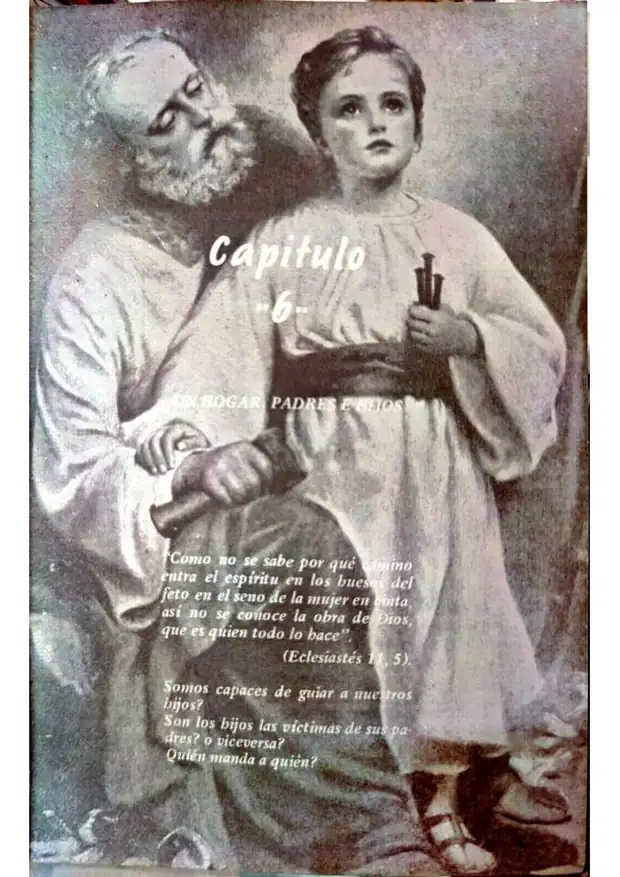 Capitulo
"6"
UN HOGAR, PADRES E HIJOS
"Como no se sabe por qué camino
entra el espíritu en los huesos del
feto en el seno de la mujer en cinta,
así no se conoce la obra de Dios,
que es quien todo lo hace".
(Eclesiastés 11, 5).
Somos capaces de guiar a nuestros
hijos?
Son los hijos las víctimas de sus pa-
dres? o viceversa?
Quién manda a quién?